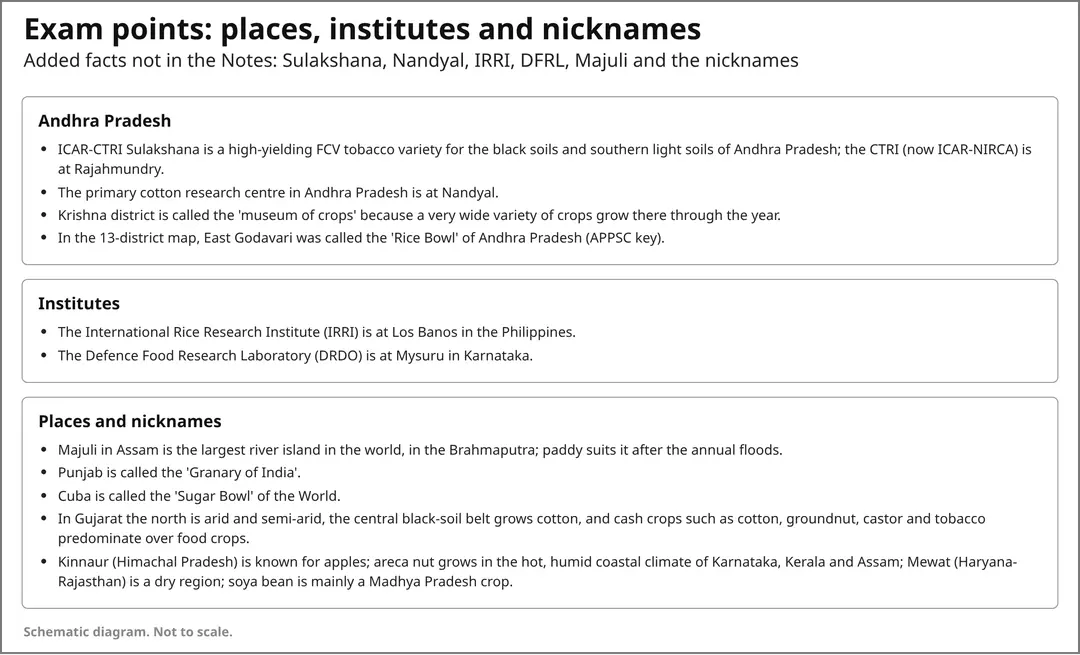 Exam points: places, institutes and nicknames
Added facts not in the Notes: Sulakshana, Nandyal, IRRI, DFRL, Majuli and the nicknames
Andhra Pradesh
• ICAR-CTRI Sulakshana is a high-yielding FCV tobacco variety for the black soils and southern light soils of Andhra Pradesh; the CTRI (now ICAR-NIRCA) is
at Rajahmundry.
• The primary cotton research centre in Andhra Pradesh is at Nandyal.
• Krishna district is called the 'museum of crops' because a very wide variety of crops grow there through the year.
• In the 13-district map, East Godavari was called the 'Rice Bowl' of Andhra Pradesh (APPSC key).
Institutes
• The International Rice Research Institute (IRRI) is at Los Banos in the Philippines.
• The Defence Food Research Laboratory (DRDO) is at Mysuru in Karnataka.
Places and nicknames
• Majuli in Assam is the largest river island in the world, in the Brahmaputra; paddy suits it after the annual floods.
• Punjab is called the 'Granary of India'.
• Cuba is called the 'Sugar Bowl' of the World.
• In Gujarat the north is arid and semi-arid, the central black-soil belt grows cotton, and cash crops such as cotton, groundnut, castor and tobacco
predominate over food crops.
• Kinnaur (Himachal Pradesh) is known for apples; areca nut grows in the hot, humid coastal climate of Karnataka, Kerala and Assam; Mewat (Haryana-
Rajasthan) is a dry region; soya bean is mainly a Madhya Pradesh crop.
Schematic diagram. Not to scale.